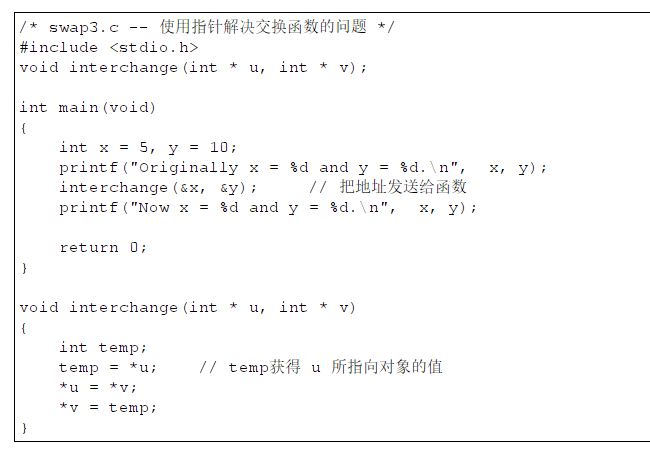 /* swap3.c -- 使用指针解决交换函数的问题 */
#include <stdio.h>
void interchange(int * u, int * v);

int main(void)
{
    int x = 5, y = 10;
    printf("Originally x = %d and y = %d.\n",  x, y);
    interchange(&x, &y);     // 把地址发送给函数
    printf("Now x = %d and y = %d.\n",  x, y);

    return 0;
}

void interchange(int * u, int * v)
{
    int temp;
    temp = *u;    // temp获得 u 所指向对象的值
    *u = *v;
    *v = temp;
}